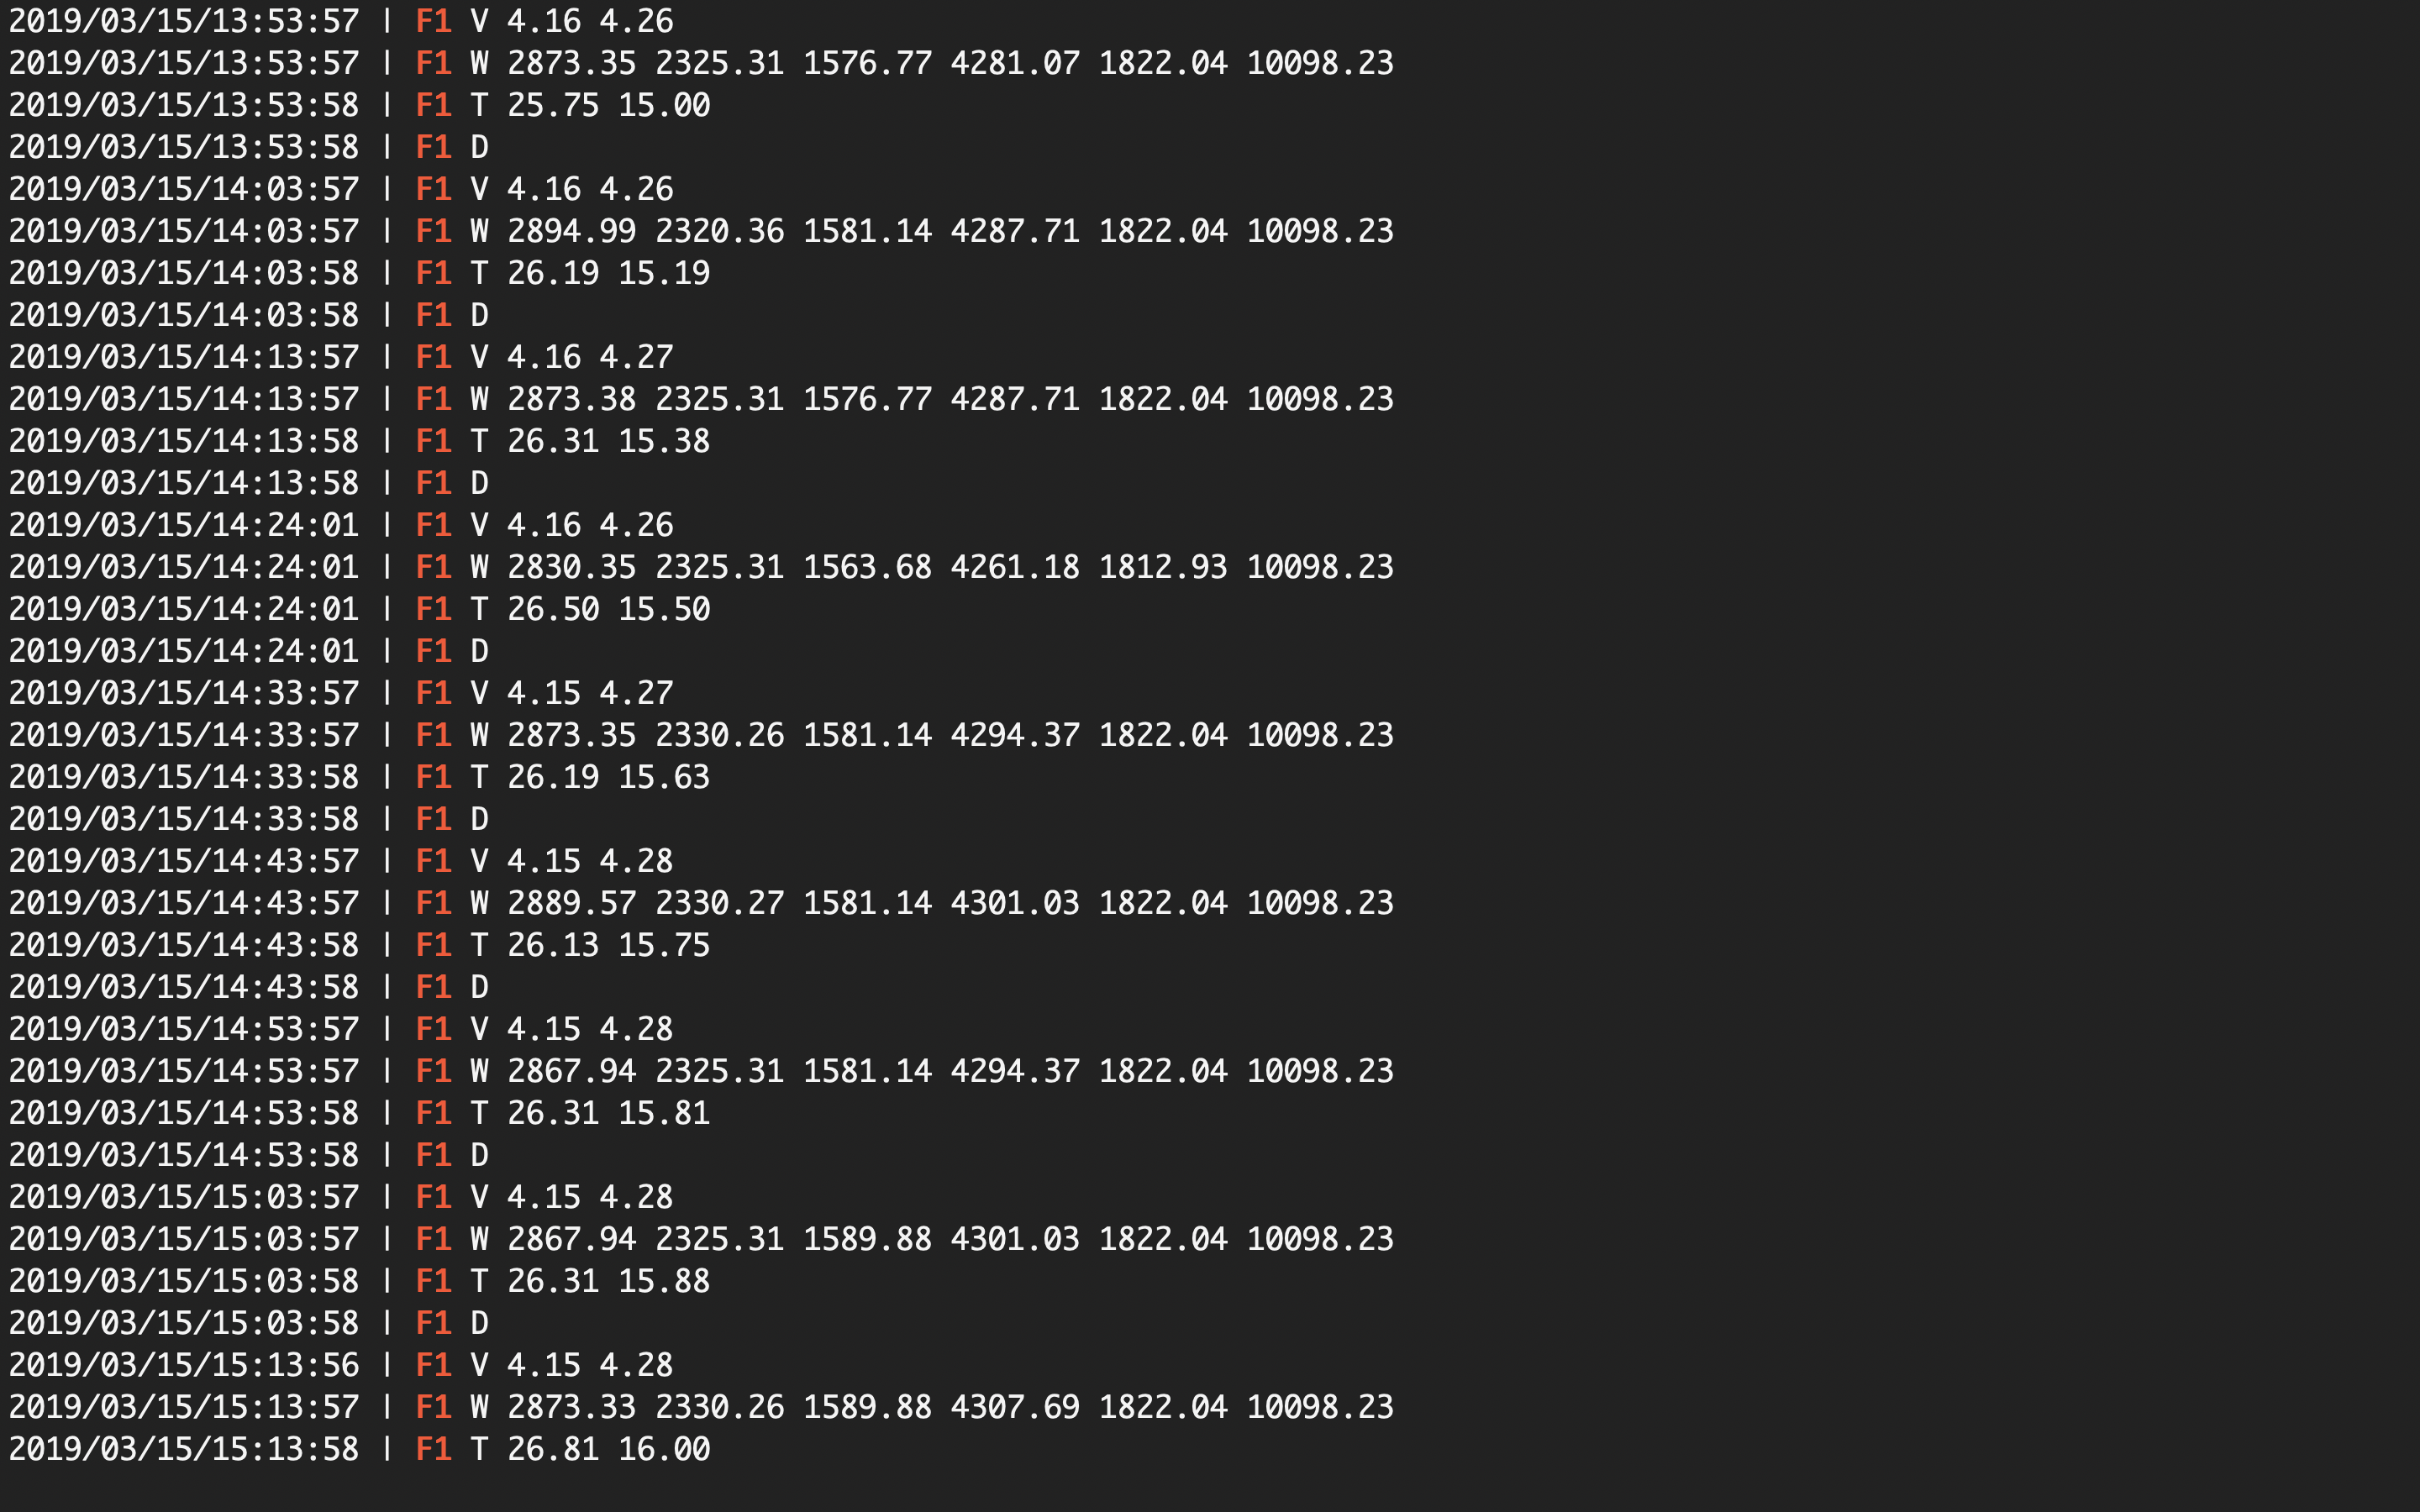 2019/03/15/13:53:57 | F1 V 4.16 4.26
2019/03/15/13:53:57 | F1 W 2873.35 2325.31 1576.77 4281.07 1822.04 10098.23
2019/03/15/13:53:58 | F1 T 25.75 15.00
2019/03/15/13:53:58 | F1 D
2019/03/15/14:03:57 | F1 V 4.16 4.26
2019/03/15/14:03:57 | F1 W 2894.99 2320.36 1581.14 4287.71 1822.04 10098.23
2019/03/15/14:03:58 | F1 T 26.19 15.19
2019/03/15/14:03:58 | F1 D
2019/03/15/14:13:57 | F1 V 4.16 4.27
2019/03/15/14:13:57 | F1 W 2873.38 2325.31 1576.77 4287.71 1822.04 10098.23
2019/03/15/14:13:58 | F1 T 26.31 15.38
2019/03/15/14:13:58 | F1 D
2019/03/15/14:24:01 | F1 V 4.16 4.26
2019/03/15/14:24:01 | F1 W 2830.35 2325.31 1563.68 4261.18 1812.93 10098.23
2019/03/15/14:24:01 | F1 T 26.50 15.50
2019/03/15/14:24:01 | F1 D
2019/03/15/14:33:57 | F1 V 4.15 4.27
2019/03/15/14:33:57 | F1 W 2873.35 2330.26 1581.14 4294.37 1822.04 10098.23
2019/03/15/14:33:58 | F1 T 26.19 15.63
2019/03/15/14:33:58 | F1 D
2019/03/15/14:43:57 | F1 V 4.15 4.28
2019/03/15/14:43:57 | F1 W 2889.57 2330.27 1581.14 4301.03 1822.04 10098.23
2019/03/15/14:43:58 | F1 T 26.13 15.75
2019/03/15/14:43:58 | F1 D
2019/03/15/14:53:57 | F1 V 4.15 4.28
2019/03/15/14:53:57 | F1 W 2867.94 2325.31 1581.14 4294.37 1822.04 10098.23
2019/03/15/14:53:58 | F1 T 26.31 15.81
2019/03/15/14:53:58 | F1 D
2019/03/15/15:03:57 | F1 V 4.15 4.28
2019/03/15/15:03:57 | F1 W 2867.94 2325.31 1589.88 4301.03 1822.04 10098.23
2019/03/15/15:03:58 | F1 T 26.31 15.88
2019/03/15/15:03:58 | F1 D
2019/03/15/15:13:56 | F1 V 4.15 4.28
2019/03/15/15:13:57 | F1 W 2873.33 2330.26 1589.88 4307.69 1822.04 10098.23
2019/03/15/15:13:58 | F1 T 26.81 16.00